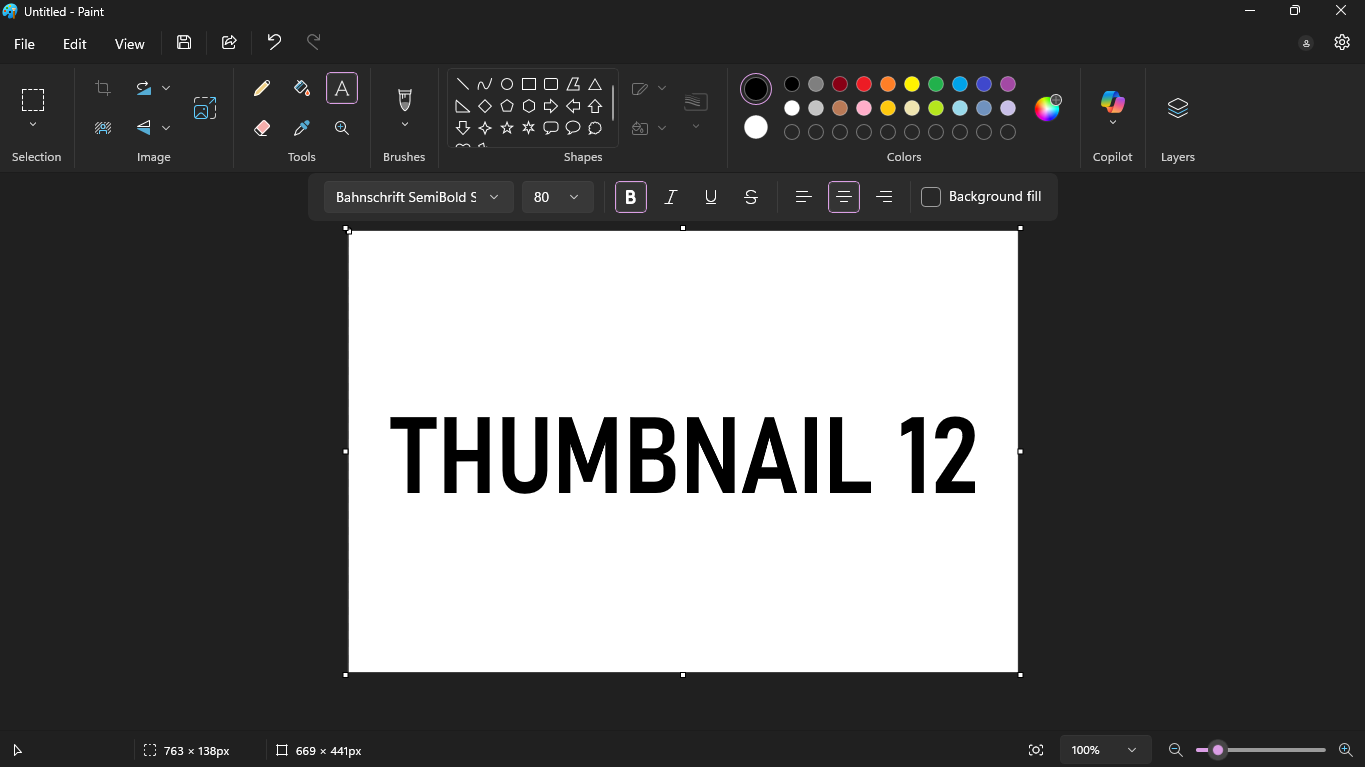 Untitled - Paint
File Edit View
Selection Image Tools Brushes Shapes Colors Copilot Layers
Bahnschrift SemiBold S 80 B I U S Background fill
THUMBNAIL 12
763 × 138px 669 × 441px 100%